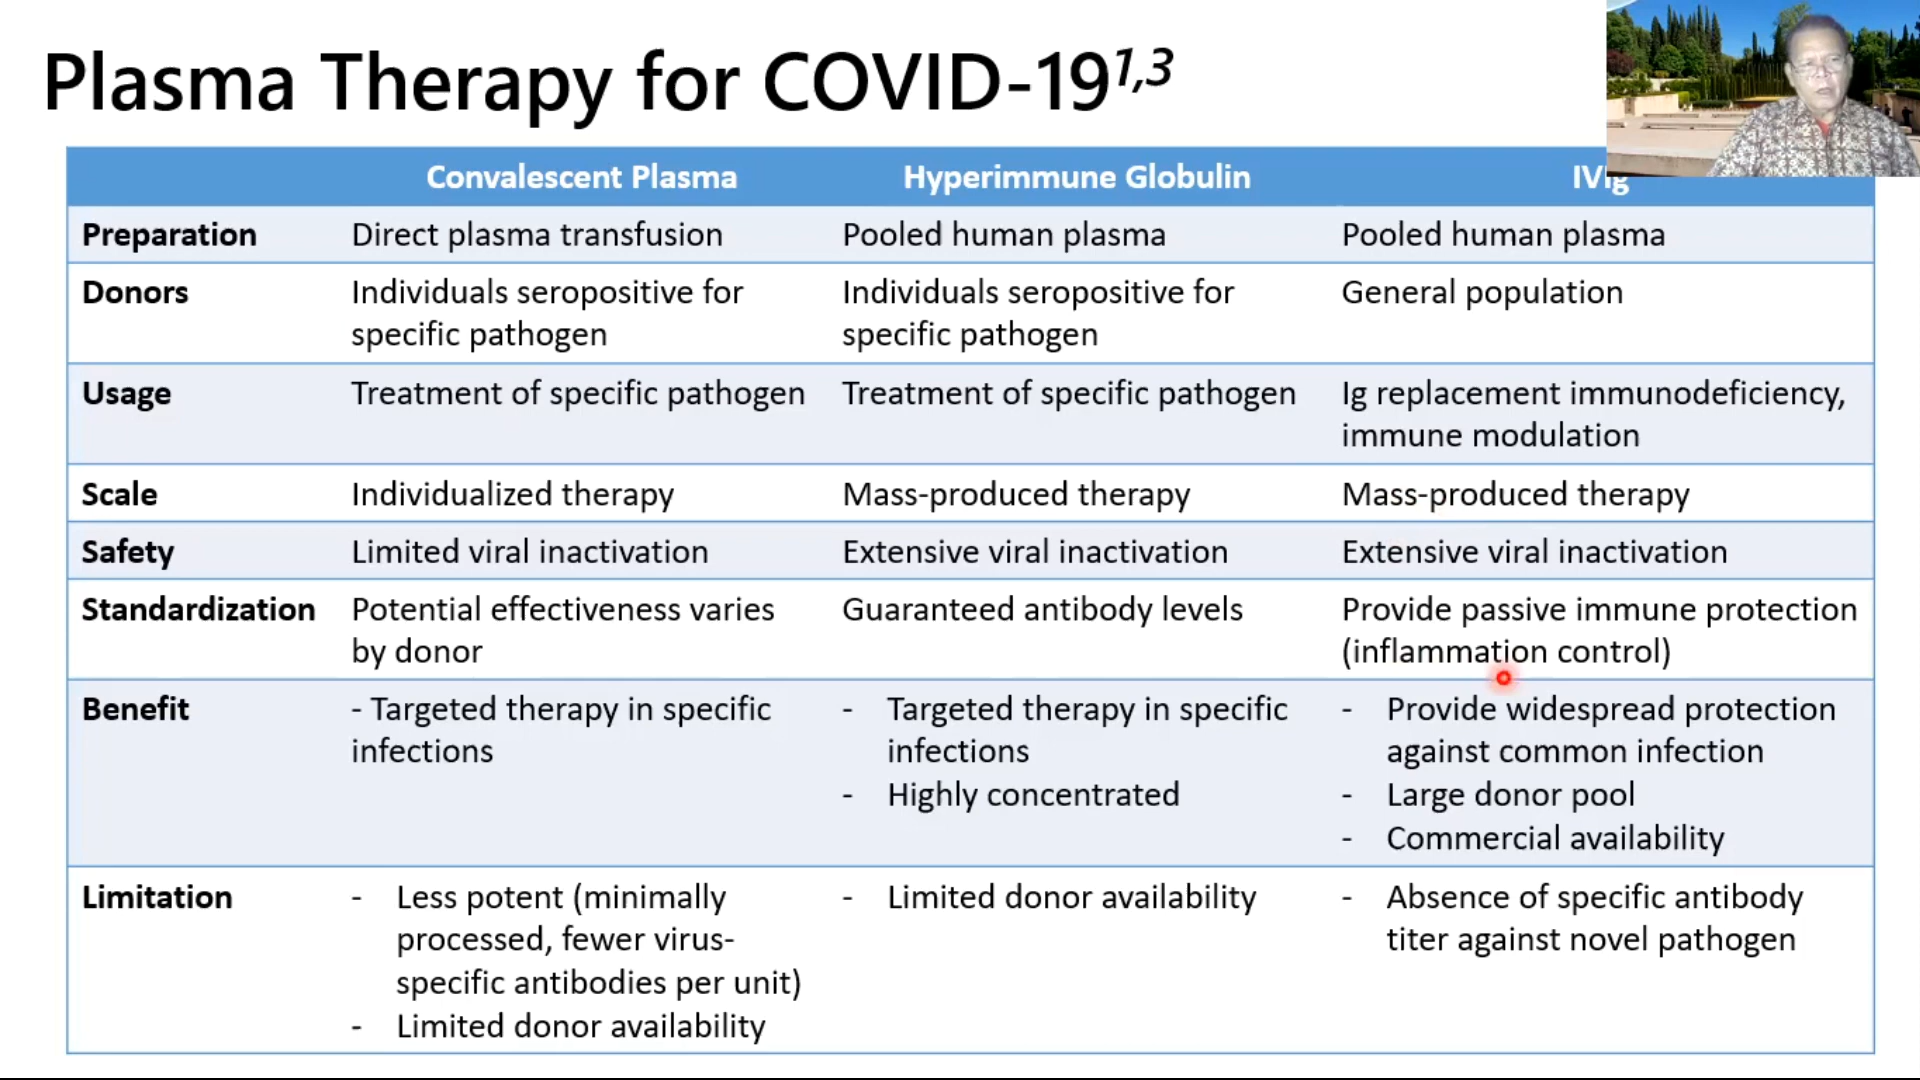 Plasma Therapy for COVID-19¹,³
Convalescent Plasma Hyperimmune Globulin IVIg
Preparation Direct plasma transfusion Pooled human plasma Pooled human plasma
Donors Individuals seropositive for Individuals seropositive for General population
specific pathogen specific pathogen
Usage Treatment of specific pathogen Treatment of specific pathogen Ig replacement immunodeficiency,
immune modulation
Scale Individualized therapy Mass-produced therapy Mass-produced therapy
Safety Limited viral inactivation Extensive viral inactivation Extensive viral inactivation
Standardization Potential effectiveness varies Guaranteed antibody levels Provide passive immune protection
by donor (inflammation control)
Benefit - Targeted therapy in specific - Targeted therapy in specific - Provide widespread protection
infections infections against common infection
- Highly concentrated - Large donor pool
- Commercial availability
Limitation - Less potent (minimally - Limited donor availability - Absence of specific antibody
processed, fewer virus- titer against novel pathogen
specific antibodies per unit)
- Limited donor availability